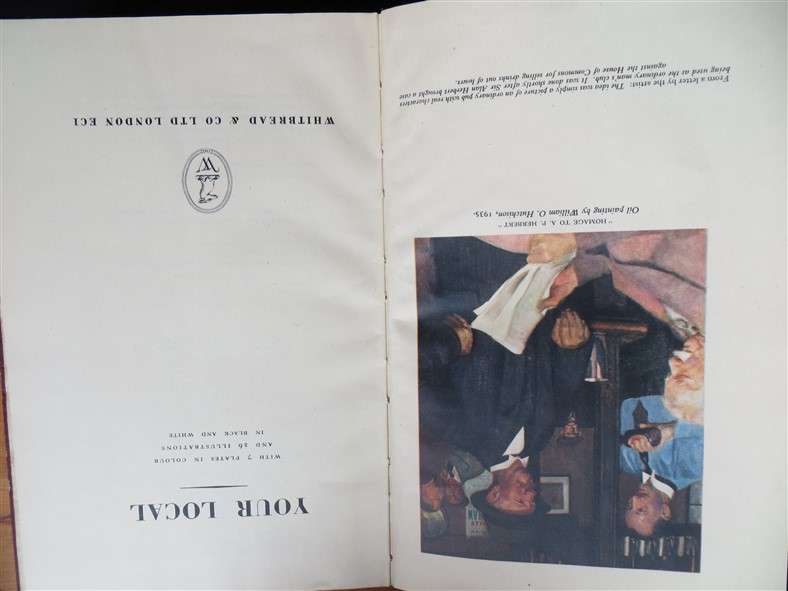 "HOMAGE TO A. P. HERBERT"
Oil painting by William O. Hutchison, 1935.
From a letter by the artist: The idea was simply a picture of an ordinary pub with real characters
being used as the ordinary man's club. It was done shortly after Sir Alan Herbert brought a case
against the House of Commons for selling drinks out of hours.
YOUR LOCAL
WITH 7 PLATES IN COLOUR
AND 26 ILLUSTRATIONS
IN BLACK AND WHITE
W
WHITBREAD & CO LTD LONDON EC1